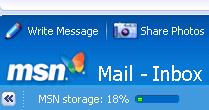 Write Message Share Photos
msn Mail - Inbox
MSN storage: 18%